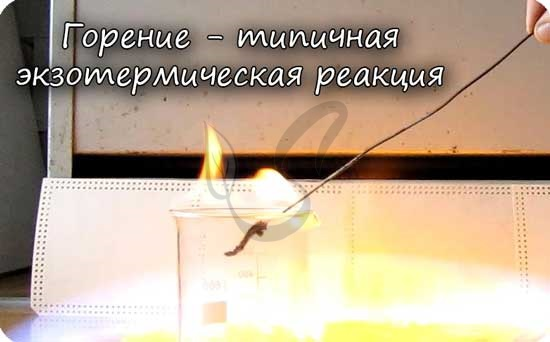 Горение - типичная
экзотермическая реакция